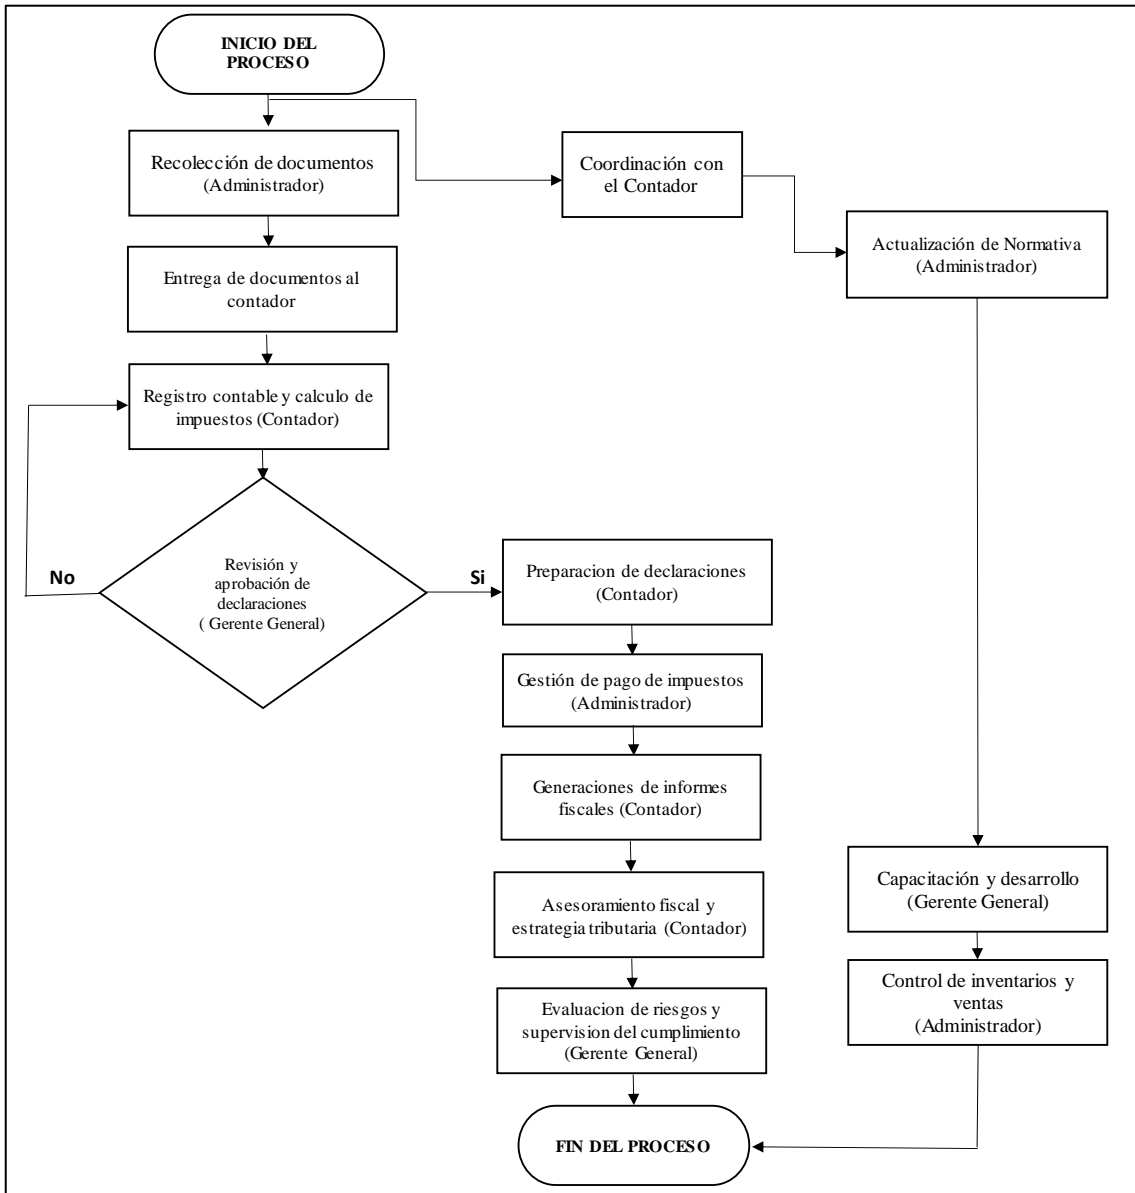 INICIO DEL
PROCESO
Recolección de documentos
(Administrador)
Entrega de documentos al
contador
Registro contable y calculo de
impuestos (Contador)
Revisión y
aprobación de
declaraciones
( Gerente General)
No
Si
Preparacion de declaraciones
(Contador)
Gestión de pago de impuestos
(Administrador)
Generaciones de informes
fiscales (Contador)
Asesoramiento fiscal y
estrategia tributaria (Contador)
Evaluacion de riesgos y
supervision del cumplimiento
(Gerente General)
FIN DEL PROCESO
Coordinación con
el Contador
Actualización de Normativa
(Administrador)
Capacitación y desarrollo
(Gerente General)
Control de inventarios y
ventas
(Administrador)